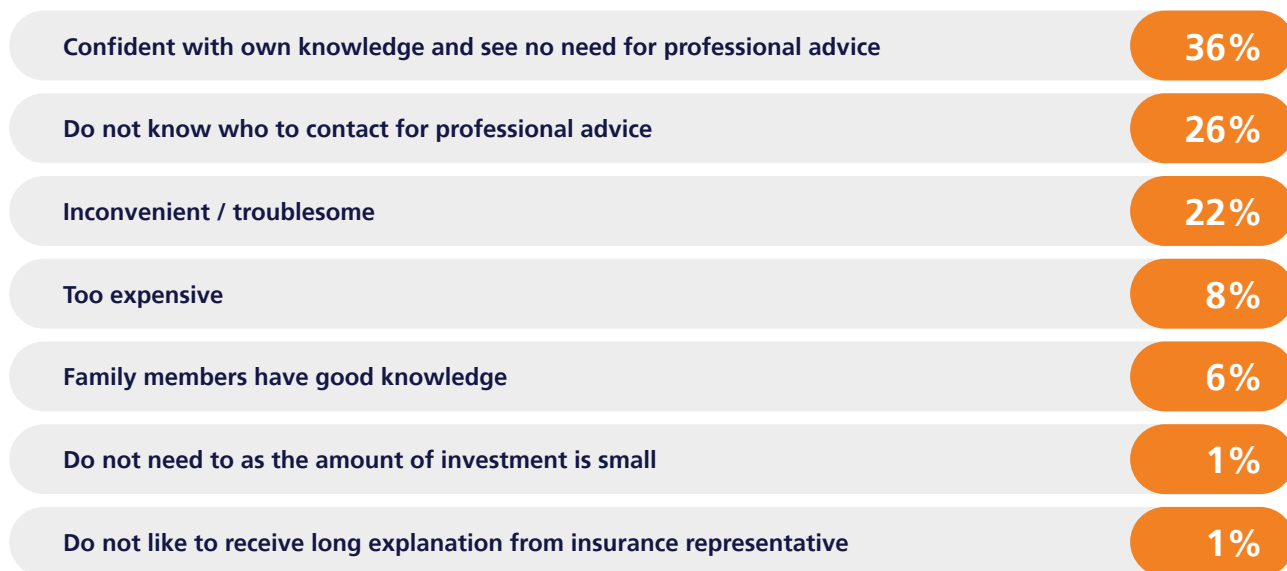 Confident with own knowledge and see no need for professional advice 36%
Do not know who to contact for professional advice 26%
Inconvenient / troublesome 22%
Too expensive 8%
Family members have good knowledge 6%
Do not need to as the amount of investment is small 1%
Do not like to receive long explanation from insurance representative 1%